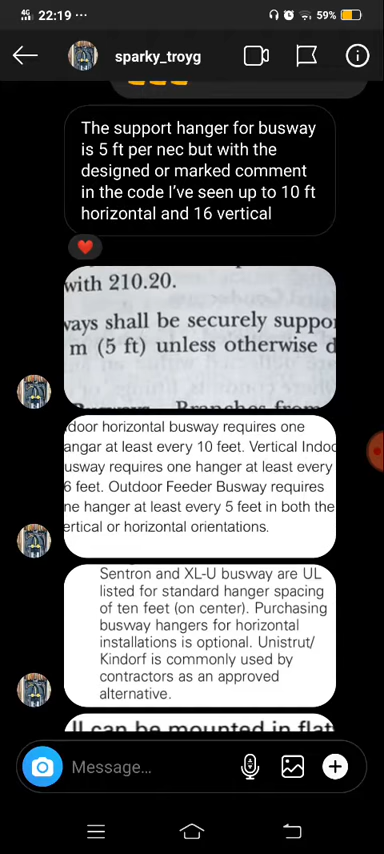 4G 22:19 ··· 59%
sparky_troyg
The support hanger for busway
is 5 ft per nec but with the
designed or marked comment
in the code I've seen up to 10 ft
horizontal and 16 vertical
with 210.20.
ways shall be securely suppo
m (5 ft) unless otherwise d
door horizontal busway requires one
angar at least every 10 feet. Vertical Indoo
usway requires one hanger at least every
6 feet. Outdoor Feeder Busway requires
ne hanger at least every 5 feet in both the
ertical or horizontal orientations.
Sentron and XL-U busway are UL
listed for standard hanger spacing
of ten feet (on center). Purchasing
busway hangers for horizontal
installations is optional. Unistrut/
Kindorf is commonly used by
contractors as an approved
alternative.
ll can be mounted in flat
Message...